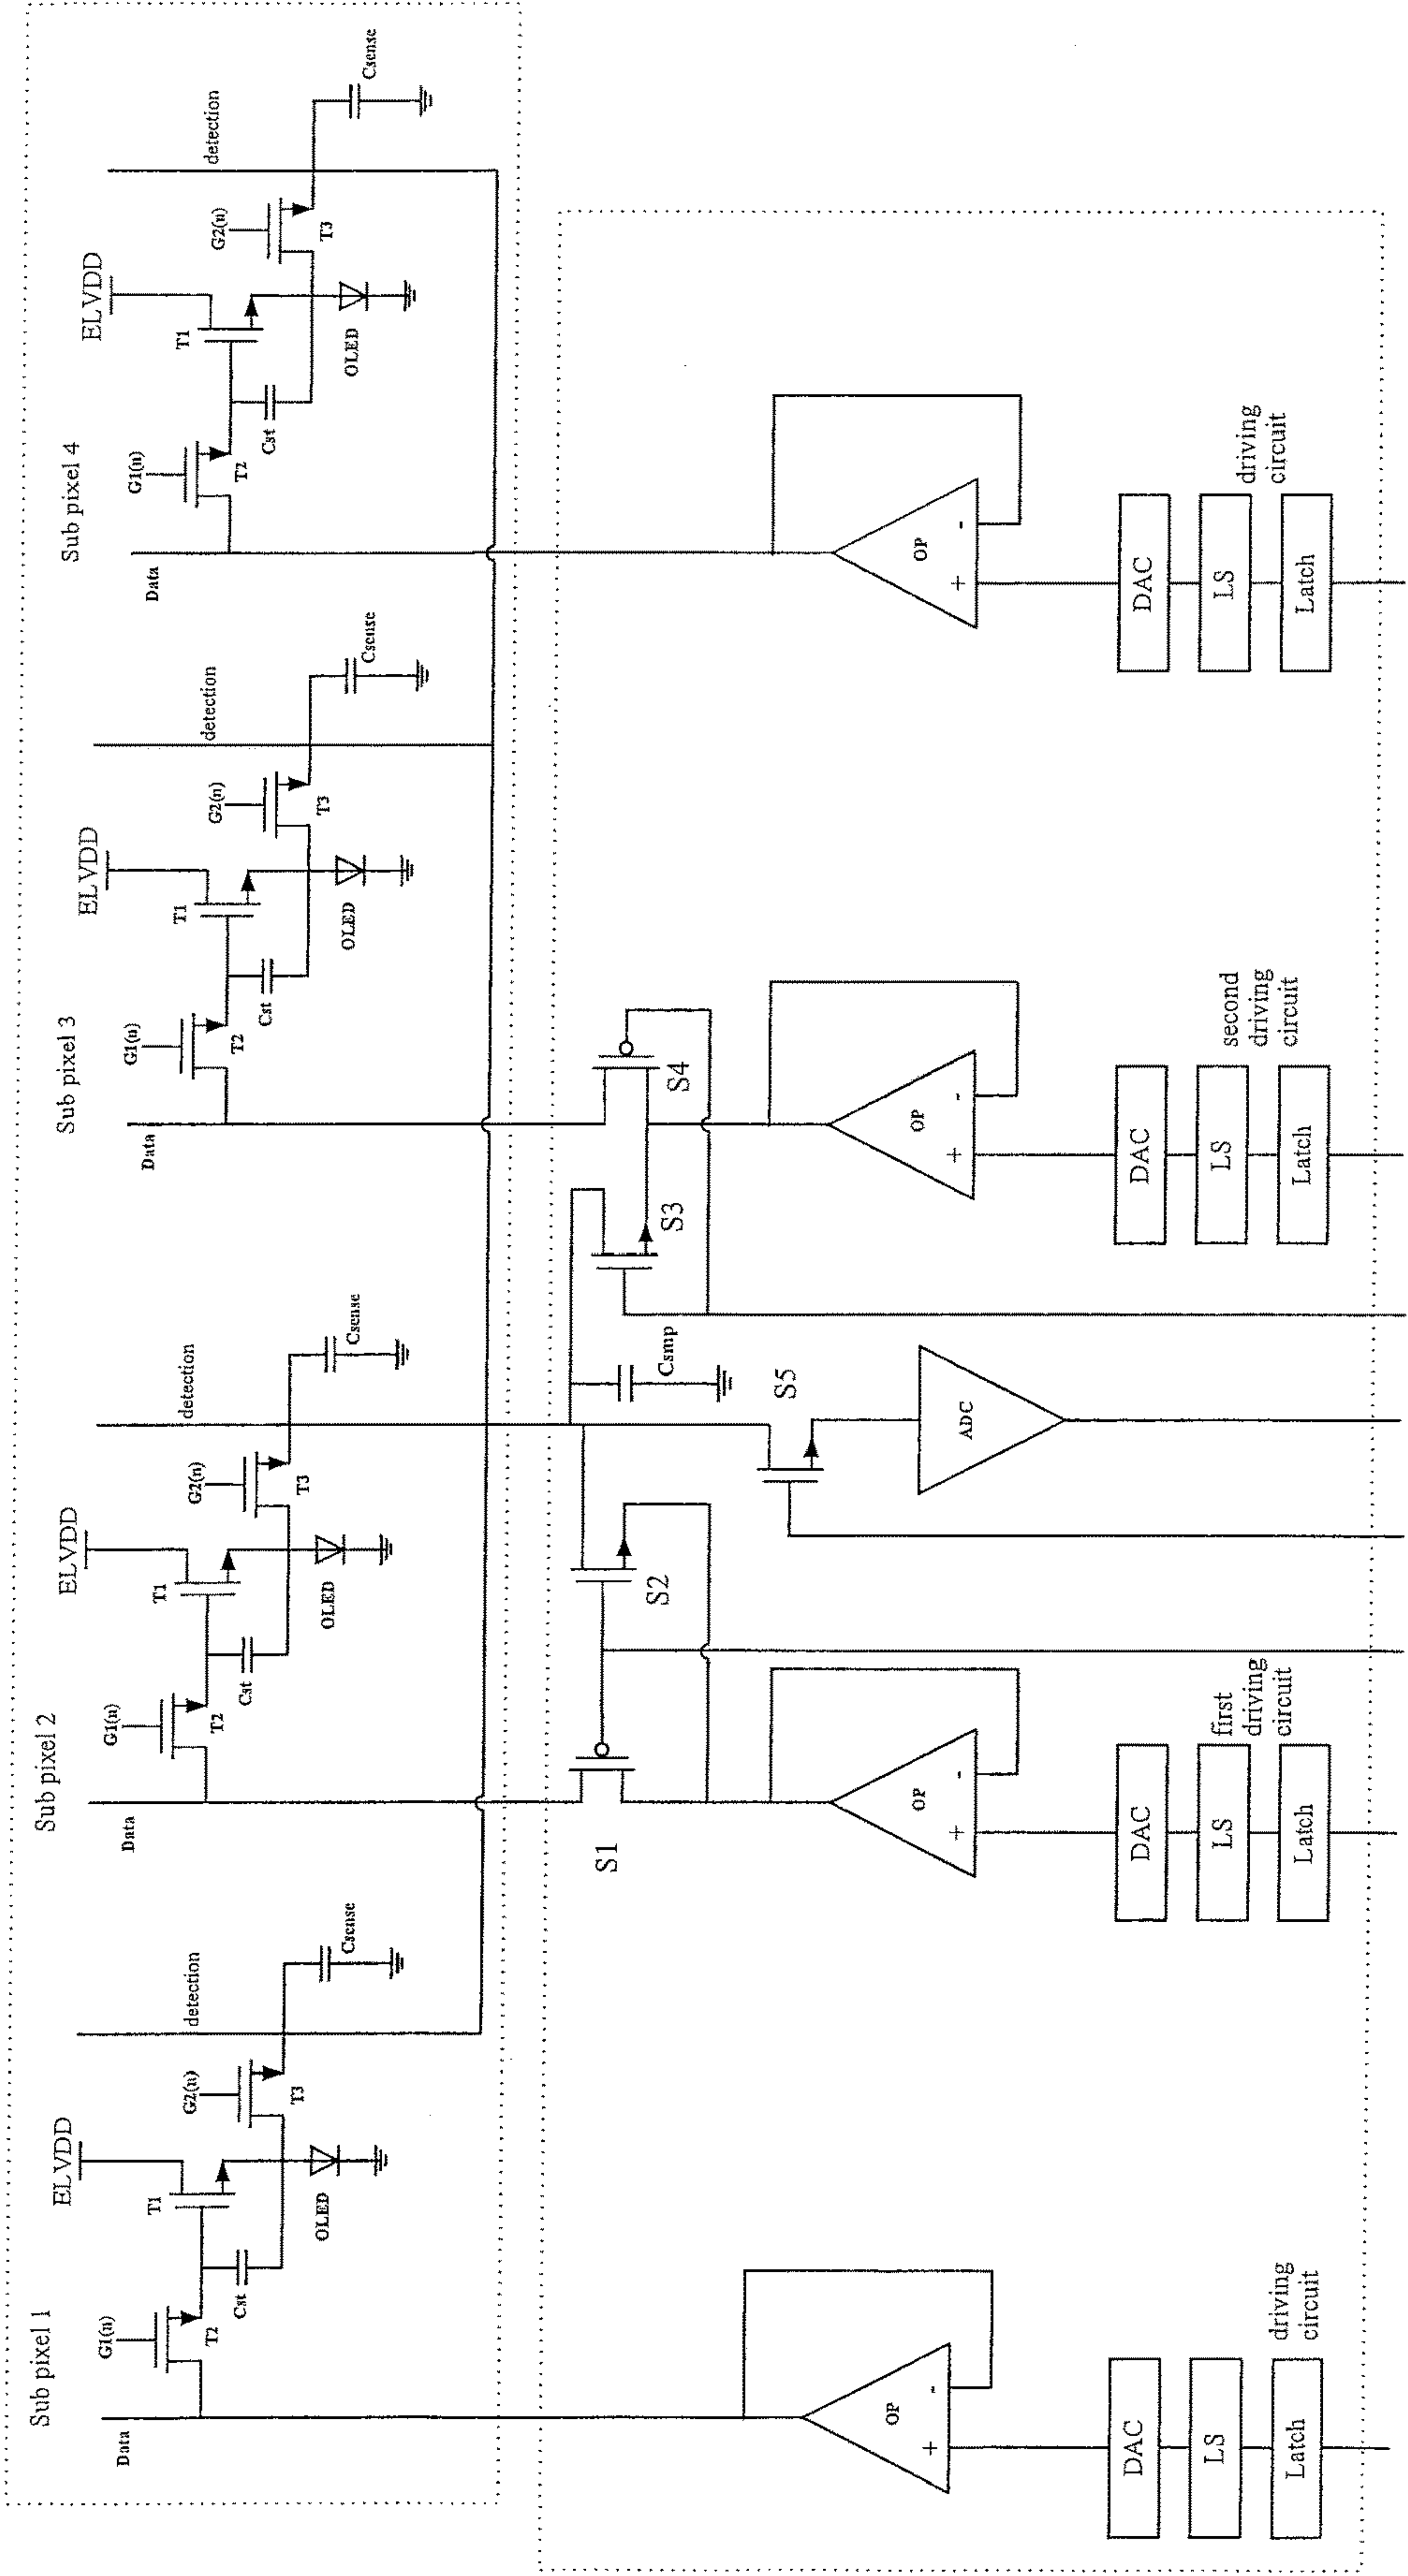 Sub pixel 1
Sub pixel 2
Sub pixel 3
Sub pixel 4
ELVDD
ELVDD
ELVDD
ELVDD
G1(n)
T2
Data
Cst
T1
OLED
G2(n)
T3
detection
Csense
G1(n)
T2
Data
Cst
T1
OLED
G2(n)
T3
detection
Csense
G1(n)
T2
Data
Cst
T1
OLED
G2(n)
T3
detection
Csense
G1(n)
T2
Data
Cst
T1
OLED
G2(n)
T3
detection
Csense
S1
S2
Csmp
S5
S3
S4
ADC
OP
+
-
OP
+
-
OP
+
-
OP
+
-
DAC
LS
Latch
driving
circuit
DAC
LS
Latch
first
driving
circuit
DAC
LS
Latch
second
driving
circuit
DAC
LS
Latch
driving
circuit